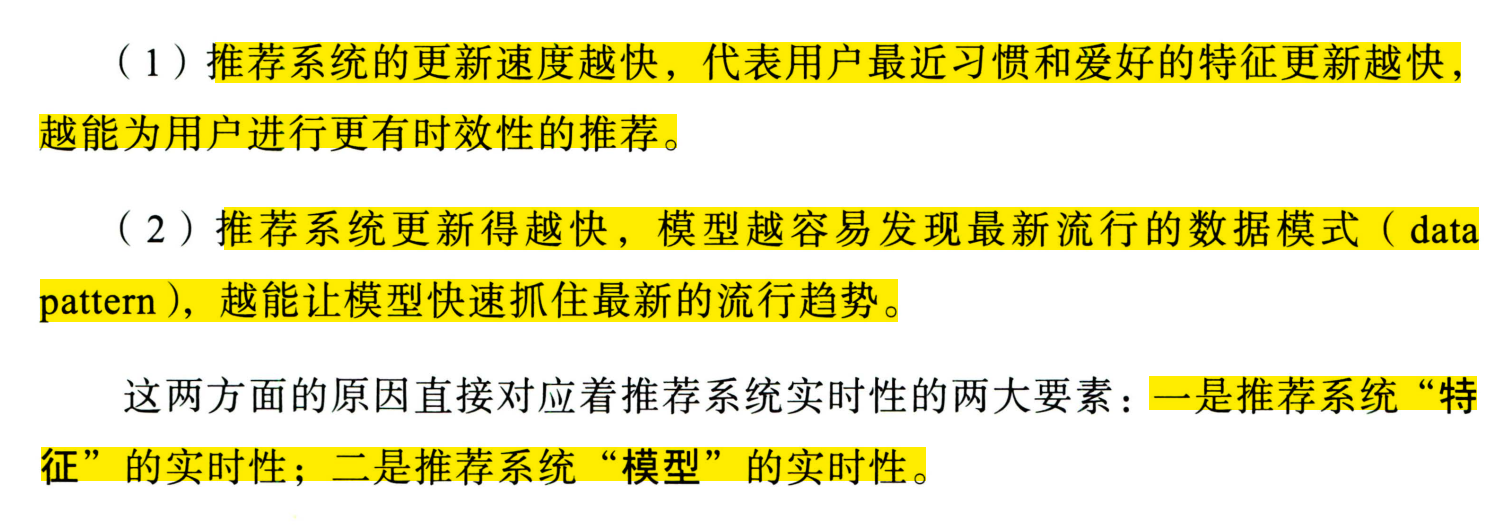 （1）推荐系统的更新速度越快，代表用户最近习惯和爱好的特征更新越快，
越能为用户进行更有时效性的推荐。
（2）推荐系统更新得越快，模型越容易发现最新流行的数据模式（data
pattern），越能让模型快速抓住最新的流行趋势。
这两方面的原因直接对应着推荐系统实时性的两大要素：一是推荐系统“特
征”的实时性；二是推荐系统“模型”的实时性。